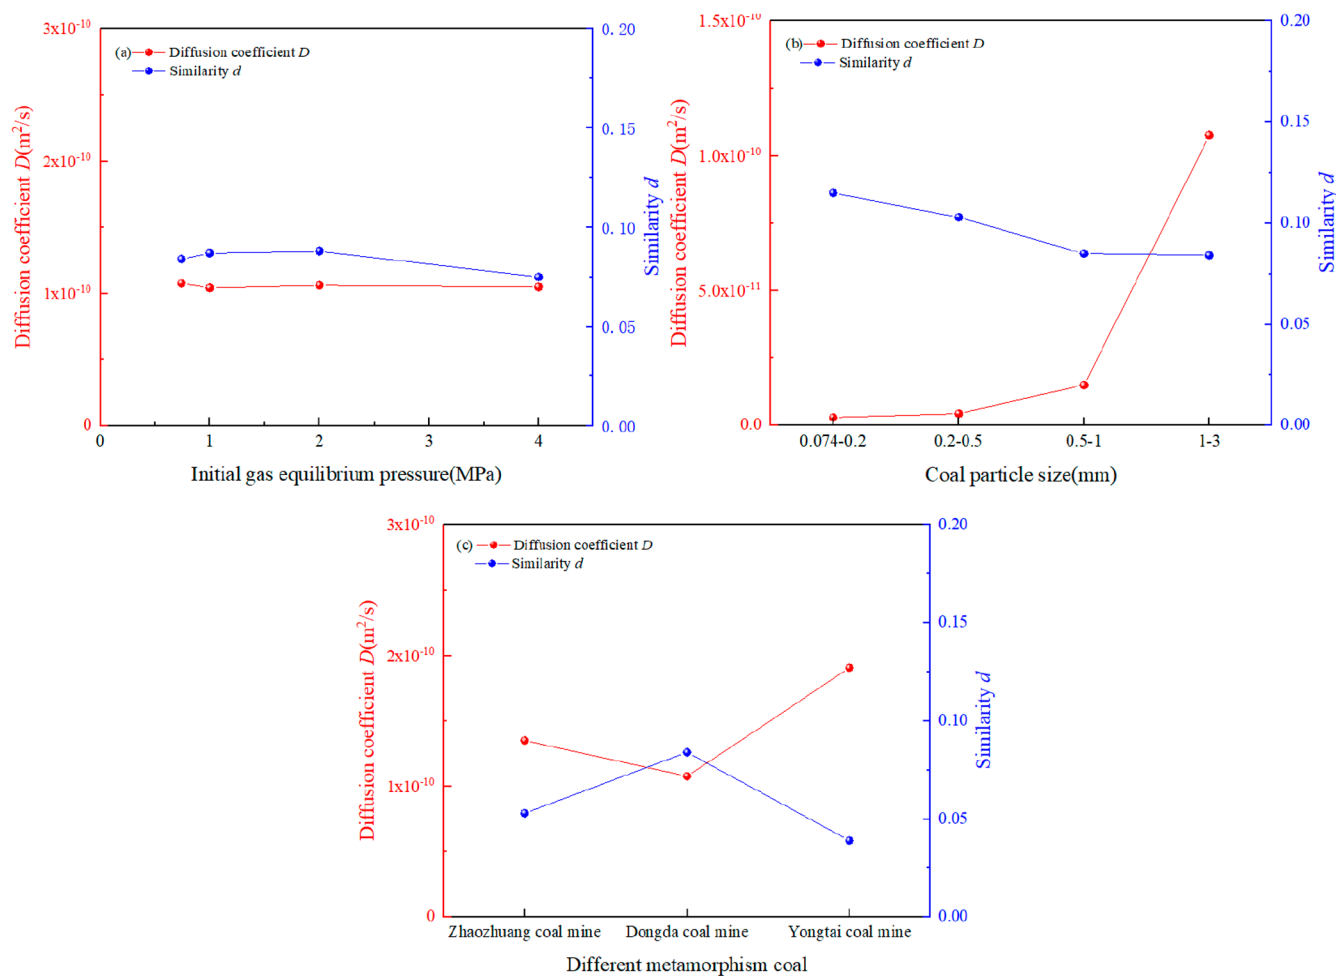 (a)
Diffusion coefficient D
Similarity d
3x10⁻¹⁰
2x10⁻¹⁰
1x10⁻¹⁰
0
Diffusion coefficient D(m²/s)
0.20
0.15
0.10
0.05
0.00
Similarity d
0 1 2 3 4
Initial gas equilibrium pressure(MPa)
(b)
Diffusion coefficient D
Similarity d
1.5x10⁻¹⁰
1.0x10⁻¹⁰
5.0x10⁻¹¹
0.0
Diffusion coefficient D(m²/s)
0.20
0.15
0.10
0.05
0.00
Similarity d
0.074-0.2 0.2-0.5 0.5-1 1-3
Coal particle size(mm)
(c)
Diffusion coefficient D
Similarity d
3x10⁻¹⁰
2x10⁻¹⁰
1x10⁻¹⁰
0
Diffusion coefficient D(m²/s)
0.20
0.15
0.10
0.05
0.00
Similarity d
Zhaozhuang coal mine Dongda coal mine Yongtai coal mine
Different metamorphism coal